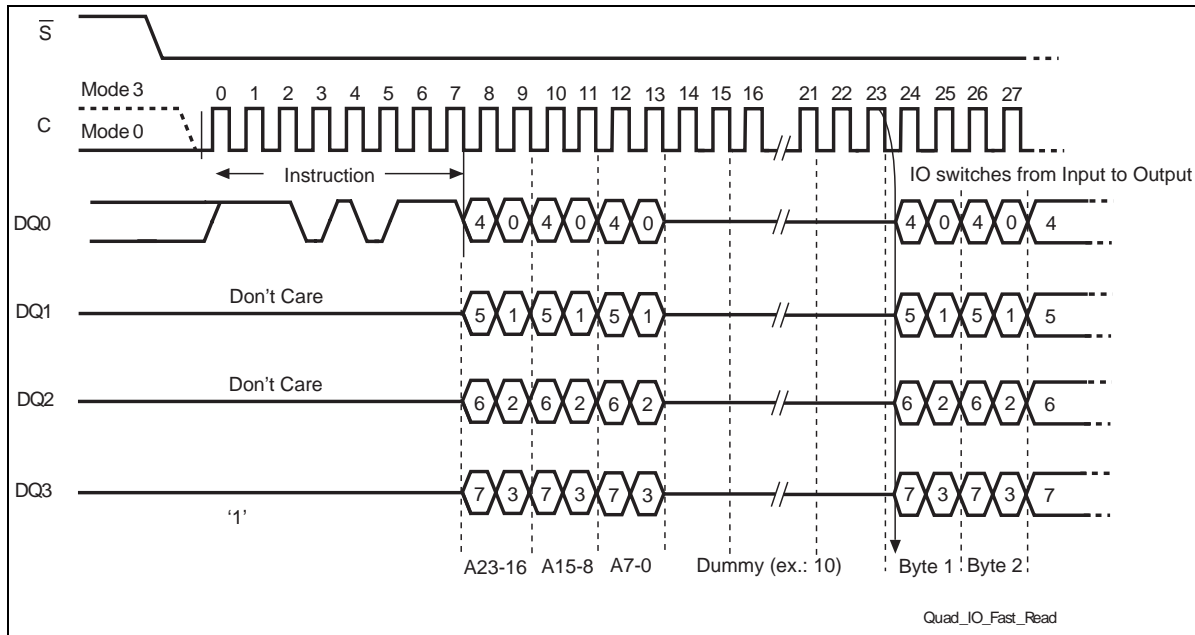 S
Mode 3
0 1 2 3 4 5 6 7 8 9 10 11 12 13 14 15 16 21 22 23 24 25 26 27
C
Mode 0
Instruction
IO switches from Input to Output
DQ0 4 0 4 0 4 0 4 0 4 0 4
Don't Care
DQ1 5 1 5 1 5 1 5 1 5 1 5
Don't Care
DQ2 6 2 6 2 6 2 6 2 6 2 6
DQ3 7 3 7 3 7 3 7 3 7 3 7
‘1’
A23-16 A15-8 A7-0 Dummy (ex.: 10) Byte 1 Byte 2
Quad_IO_Fast_Read